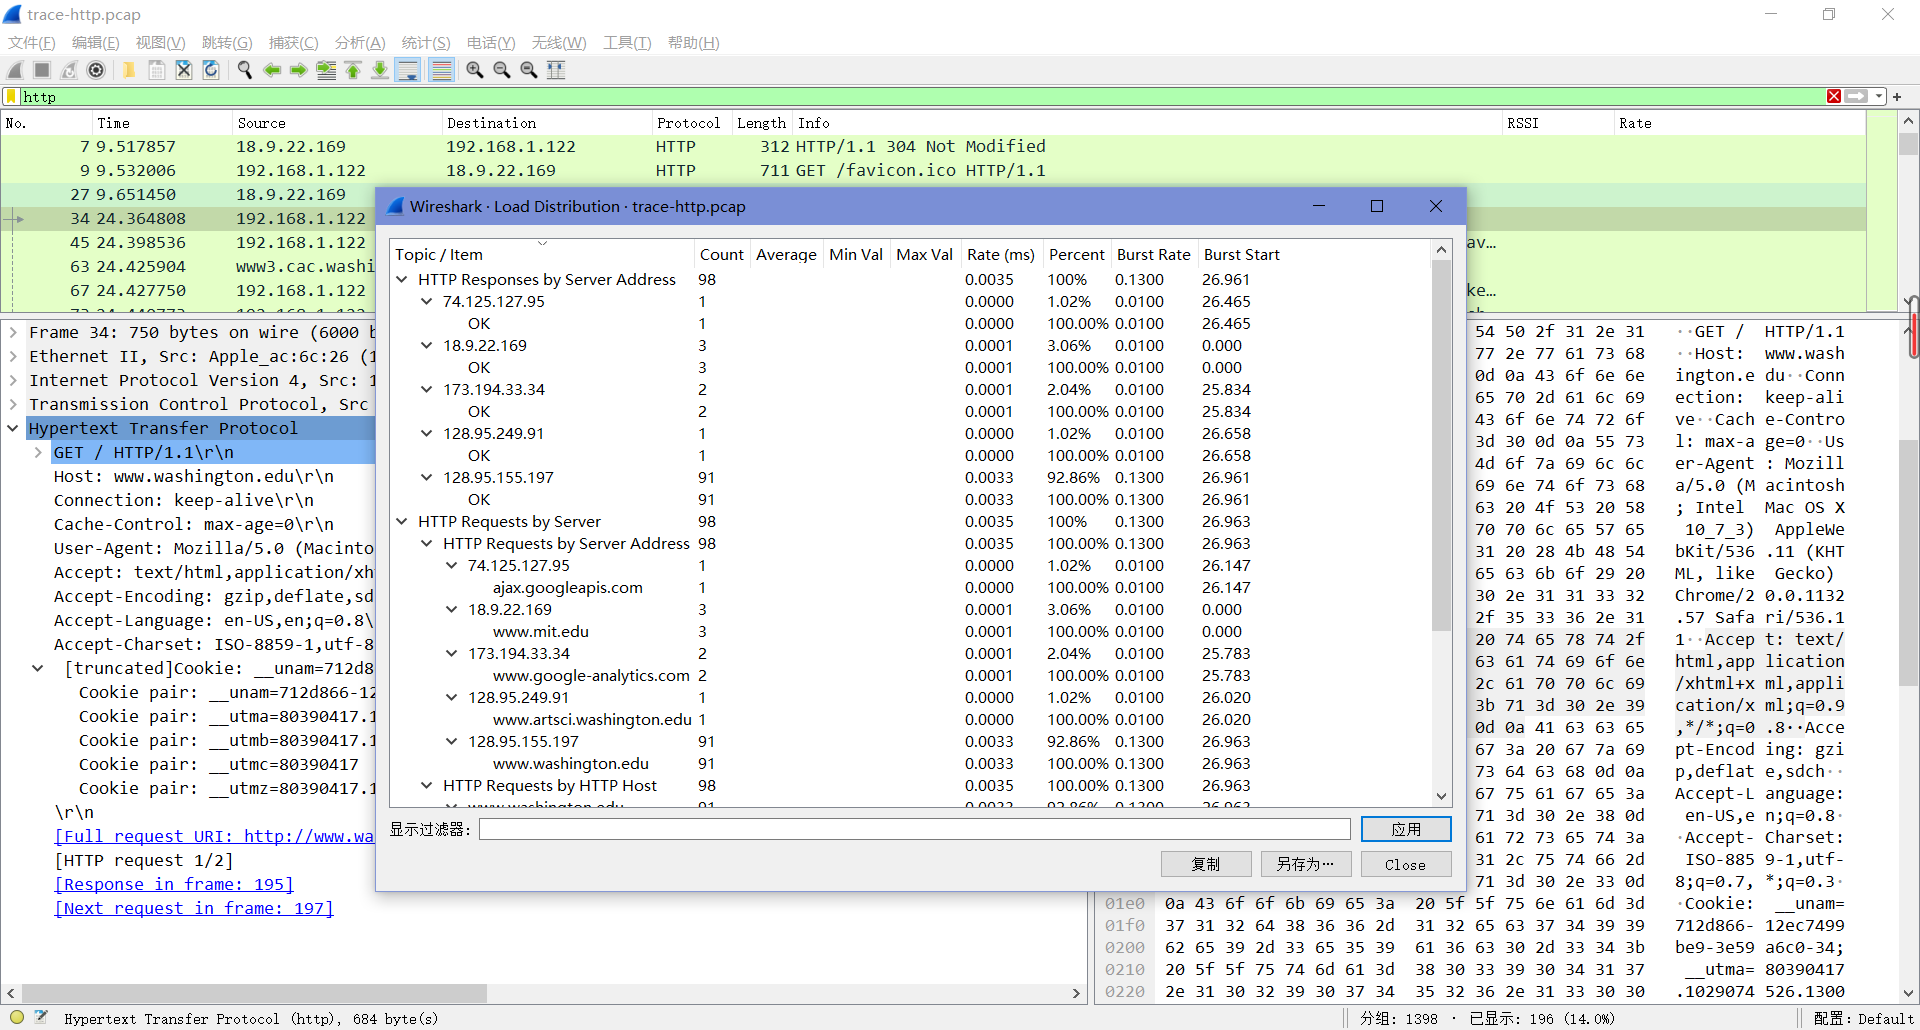 trace-http.pcap
文件(F) 编辑(E) 视图(V) 跳转(G) 捕获(C) 分析(A) 统计(S) 电话(Y) 无线(W) 工具(T) 帮助(H)
http
No. Time Source Destination Protocol Length Info RSSI Rate
7 9.517857 18.9.22.169 192.168.1.122 HTTP 312 HTTP/1.1 304 Not Modified
9 9.532006 192.168.1.122 18.9.22.169 HTTP 711 GET /favicon.ico HTTP/1.1
27 9.651450 18.9.22.169
34 24.364808 192.168.1.122
45 24.398536 192.168.1.122 av…
63 24.425904 www3.cac.washi
67 24.427750 192.168.1.122 ke…
Wireshark · Load Distribution · trace-http.pcap
Topic / Item Count Average Min Val Max Val Rate (ms) Percent Burst Rate Burst Start
HTTP Responses by Server Address 98 0.0035 100% 0.1300 26.961
74.125.127.95 1 0.0000 1.02% 0.0100 26.465
OK 1 0.0000 100.00% 0.0100 26.465
18.9.22.169 3 0.0001 3.06% 0.0100 0.000
OK 3 0.0001 100.00% 0.0100 0.000
173.194.33.34 2 0.0001 2.04% 0.0100 25.834
OK 2 0.0001 100.00% 0.0100 25.834
128.95.249.91 1 0.0000 1.02% 0.0100 26.658
OK 1 0.0000 100.00% 0.0100 26.658
128.95.155.197 91 0.0033 92.86% 0.1300 26.961
OK 91 0.0033 100.00% 0.1300 26.961
HTTP Requests by Server 98 0.0035 100% 0.1300 26.963
HTTP Requests by Server Address 98 0.0035 100.00% 0.1300 26.963
74.125.127.95 1 0.0000 1.02% 0.0100 26.147
ajax.googleapis.com 1 0.0000 100.00% 0.0100 26.147
18.9.22.169 3 0.0001 3.06% 0.0100 0.000
www.mit.edu 3 0.0001 100.00% 0.0100 0.000
173.194.33.34 2 0.0001 2.04% 0.0100 25.783
www.google-analytics.com 2 0.0001 100.00% 0.0100 25.783
128.95.249.91 1 0.0000 1.02% 0.0100 26.020
www.artsci.washington.edu 1 0.0000 100.00% 0.0100 26.020
128.95.155.197 91 0.0033 92.86% 0.1300 26.963
www.washington.edu 91 0.0033 100.00% 0.1300 26.963
HTTP Requests by HTTP Host 98 0.0035 100.00% 0.1300 26.963
www.washington.edu 91 0.0033 92.86% 0.1300 26.963
显示过滤器: 应用
复制 另存为… Close
Frame 34: 750 bytes on wire (6000 b
Ethernet II, Src: Apple_ac:6c:26 (1
Internet Protocol Version 4, Src: 1
Transmission Control Protocol, Src
Hypertext Transfer Protocol
GET / HTTP/1.1\r\n
Host: www.washington.edu\r\n
Connection: keep-alive\r\n
Cache-Control: max-age=0\r\n
User-Agent: Mozilla/5.0 (Macinto
Accept: text/html,application/xh
Accept-Encoding: gzip,deflate,sd
Accept-Language: en-US,en;q=0.8\
Accept-Charset: ISO-8859-1,utf-8
[truncated]Cookie: __unam=712d8
Cookie pair: __unam=712d866-12
Cookie pair: __utma=80390417.1
Cookie pair: __utmb=80390417.1
Cookie pair: __utmc=80390417
Cookie pair: __utmz=80390417.1
\r\n
[Full request URI: http://www.wa
[HTTP request 1/2]
[Response in frame: 195]
[Next request in frame: 197]
54 50 2f 31 2e 31 ··GET / HTTP/1.1
77 2e 77 61 73 68 ··Host: www.wash
0d 0a 43 6f 6e 6e ington.e du··Conn
65 70 2d 61 6c 69 ection: keep-ali
43 6f 6e 74 72 6f ve··Cach e-Contro
3d 30 0d 0a 55 73 l: max-a ge=0··Us
4d 6f 7a 69 6c 6c er-Agent : Mozill
69 6e 74 6f 73 68 a/5.0 (M acintosh
63 20 4f 53 20 58 ; Intel Mac OS X
70 70 6c 65 57 65 10_7_3) AppleWe
31 20 28 4b 48 54 bKit/536 .11 (KHT
65 63 6b 6f 29 20 ML, like Gecko)
30 2e 31 31 33 32 Chrome/2 0.0.1132
2f 35 33 36 2e 31 .57 Safa ri/536.1
20 74 65 78 74 2f 1··Accep t: text/
63 61 74 69 6f 6e html,app lication
2c 61 70 70 6c 69 /xhtml+x ml,appli
3b 71 3d 30 2e 39 cation/x ml;q=0.9
0d 0a 41 63 63 65 ,*/*;q=0 .8··Acce
67 3a 20 67 7a 69 pt-Encod ing: gzi
73 64 63 68 0d 0a p,deflat e,sdch··
67 75 61 67 65 3a Accept-L anguage:
71 3d 30 2e 38 0d en-US,en ;q=0.8·
61 72 73 65 74 3a ·Accept- Charset:
31 2c 75 74 66 2d ISO-885 9-1,utf-
71 3d 30 2e 33 0d 8;q=0.7, *;q=0.3·
01e0 0a 43 6f 6f 6b 69 65 3a 20 5f 5f 75 6e 61 6d 3d ·Cookie: __unam=
01f0 37 31 32 64 38 36 36 2d 31 32 65 63 37 34 39 39 712d866- 12ec7499
0200 62 65 39 2d 33 65 35 39 61 36 63 30 2d 33 34 3b be9-3e59 a6c0-34;
0210 20 5f 5f 75 74 6d 61 3d 38 30 33 39 30 34 31 37 __utma= 80390417
0220 2e 31 30 32 39 30 37 34 35 32 36 2e 31 33 30 30 .1029074 526.1300
Hypertext Transfer Protocol (http), 684 byte(s) 分组: 1398 · 已显示: 196 (14.0%) 配置: Default